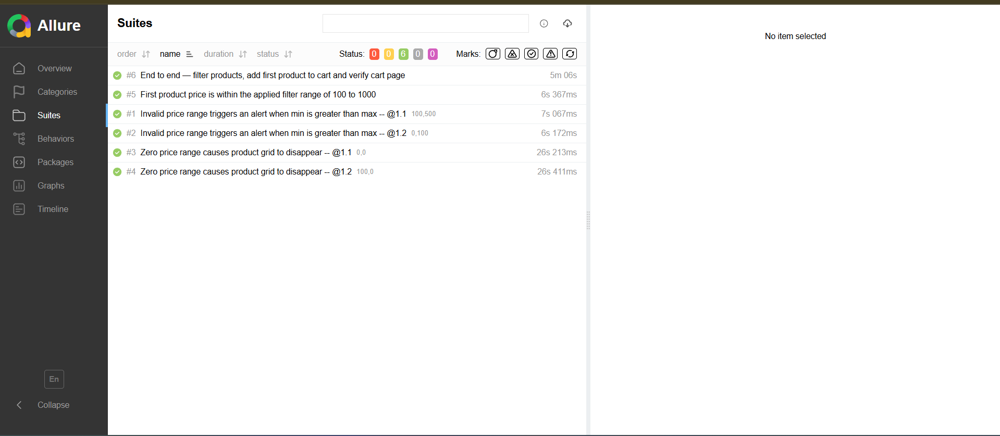 Allure
Overview
Categories
Suites
Behaviors
Packages
Graphs
Timeline
En
Collapse
Suites
order name duration status Status: 0 0 6 0 0 Marks:
#6 End to end — filter products, add first product to cart and verify cart page 5m 06s
#5 First product price is within the applied filter range of 100 to 1000 6s 367ms
#1 Invalid price range triggers an alert when min is greater than max -- @1.1 100,500 7s 067ms
#2 Invalid price range triggers an alert when min is greater than max -- @1.2 0,100 6s 172ms
#3 Zero price range causes product grid to disappear -- @1.1 0,0 26s 213ms
#4 Zero price range causes product grid to disappear -- @1.2 100,0 26s 411ms
No item selected